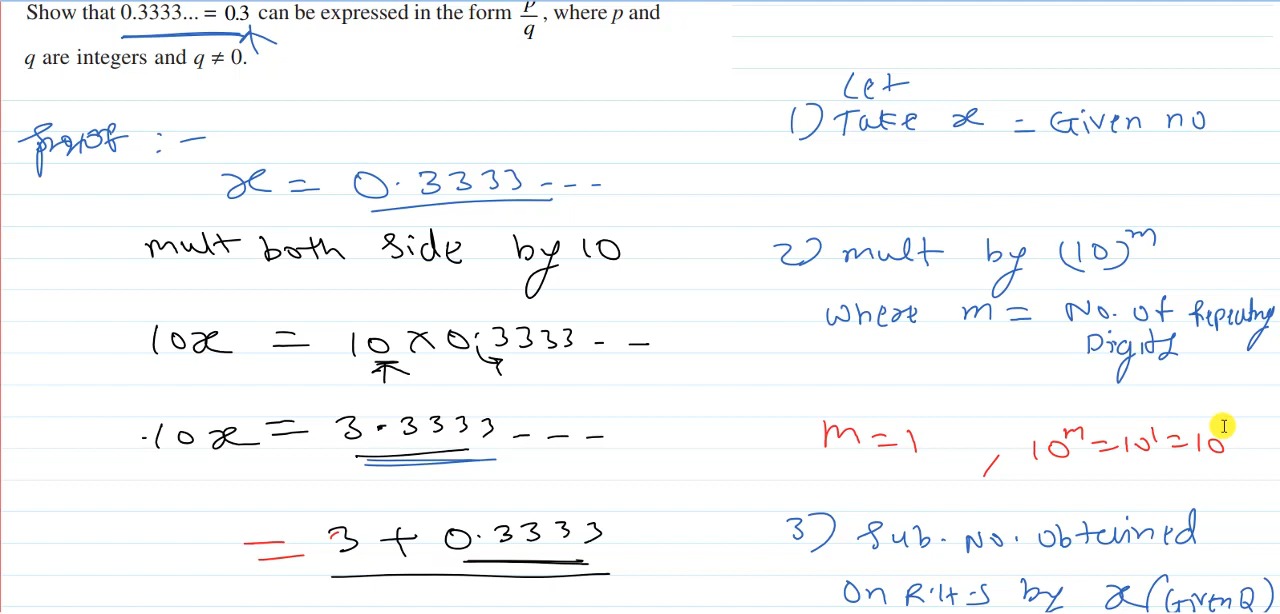 Show that 0.3333... = 0.3 can be expressed in the form p/q, where p and
q are integers and q ≠ 0.
proof :-
x = 0.3333---
mult both side by 10
10x = 10 × 0.3333--
10x = 3.3333---
= 3 + 0.3333
Let
1) Take x = Given no
2) mult by (10)^m
where m = No. of Repeating
Digits
m = 1 , 10^m = 10^1 = 10
3) Sub. No. obtained
on R.H.S by x (Given Q)